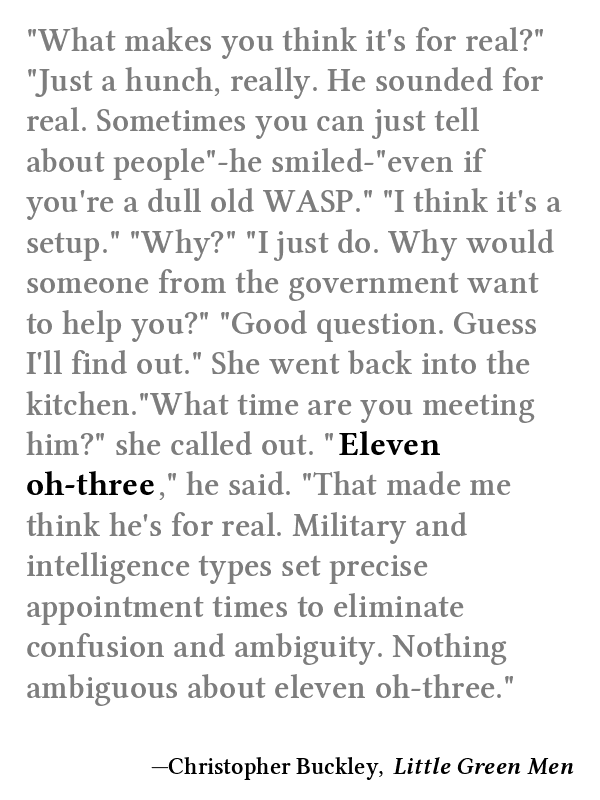 "What makes you think it's for real?"
"Just a hunch, really. He sounded for
real. Sometimes you can just tell
about people"-he smiled-"even if
you're a dull old WASP." "I think it's a
setup." "Why?" "I just do. Why would
someone from the government want
to help you?" "Good question. Guess
I'll find out." She went back into the
kitchen."What time are you meeting
him?" she called out. "Eleven
oh-three," he said. "That made me
think he's for real. Military and
intelligence types set precise
appointment times to eliminate
confusion and ambiguity. Nothing
ambiguous about eleven oh-three."
—Christopher Buckley, Little Green Men